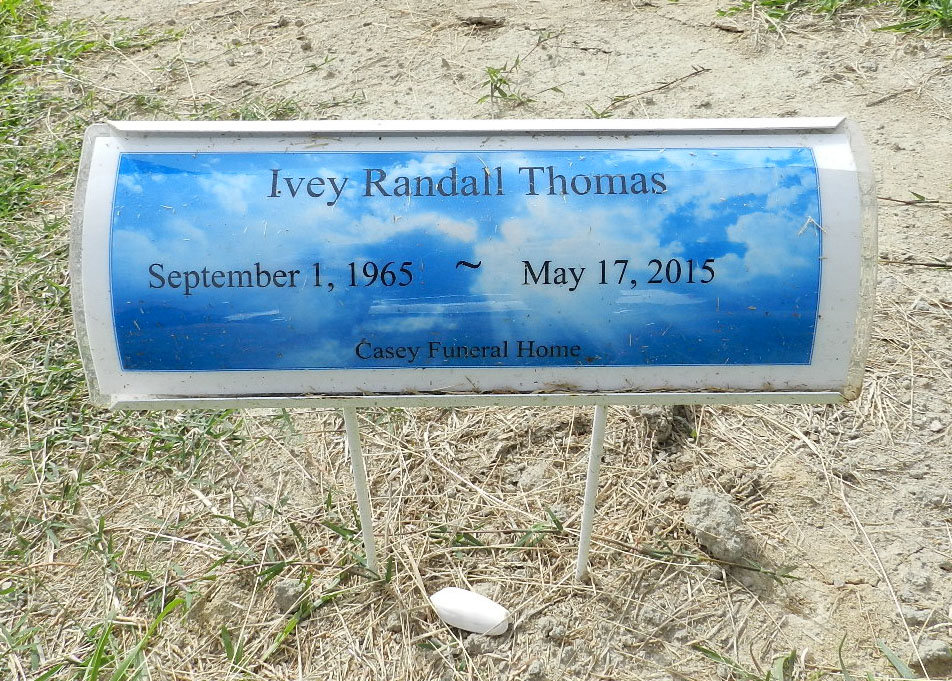 Ivey Randall Thomas
September 1, 1965 ~ May 17, 2015
Casey Funeral Home